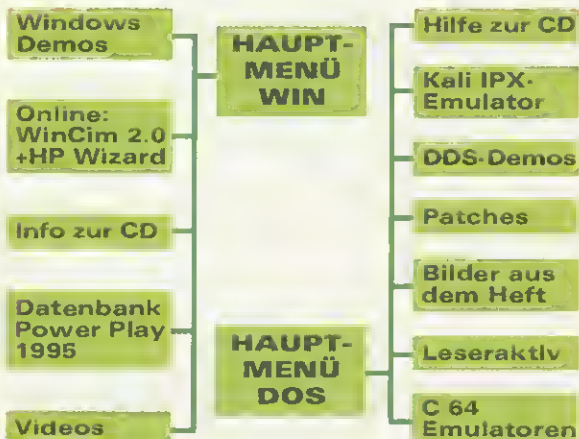 Windows
Demos
Online:
WinCim 2.0
+HP Wizard
Info zur CD
Datenbank
Power Play
1995
Videos
HAUPT-
MENÜ
WIN
HAUPT-
MENÜ
DOS
Hilfe zur CD
Kali IPX-
Emulator
DDS-Demos
Patches
Bilder aus
dem Heft
Leseraktiv
C 64
Emulatoren